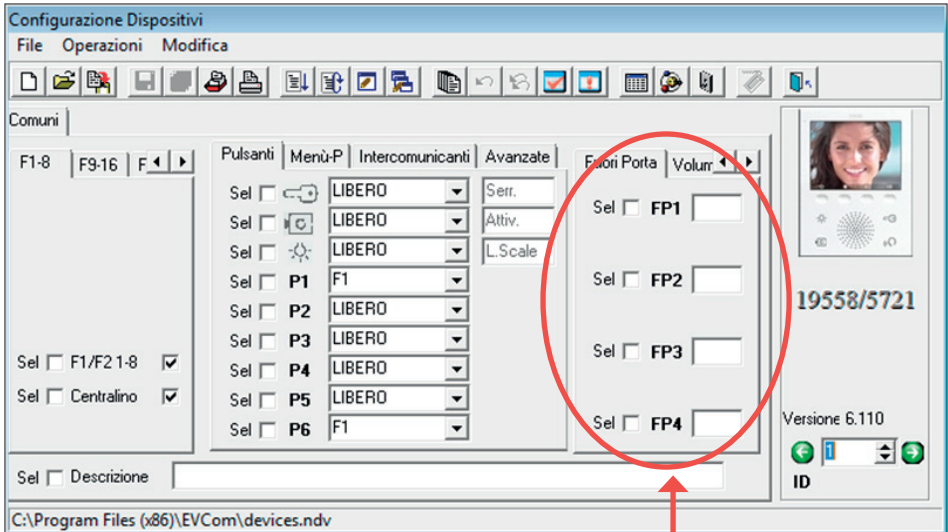 Configurazione Dispositivi
File Operazioni Modifica
Comuni
F1-8 F9-16 F
Sel F1/F2 1-8
Sel Centralino
Pulsanti Menù-P Intercomunicanti Avanzate
Sel LIBERO Serr.
Sel LIBERO Attiv.
Sel LIBERO L.Scale
Sel P1 F1
Sel P2 LIBERO
Sel P3 LIBERO
Sel P4 LIBERO
Sel P5 LIBERO
Sel P6 F1
Fuori Porta Volum
Sel FP1
Sel FP2
Sel FP3
Sel FP4
19558/5721
Versione 6.110
1
ID
Sel Descrizione
C:\Program Files (x86)\EVCom\devices.ndv